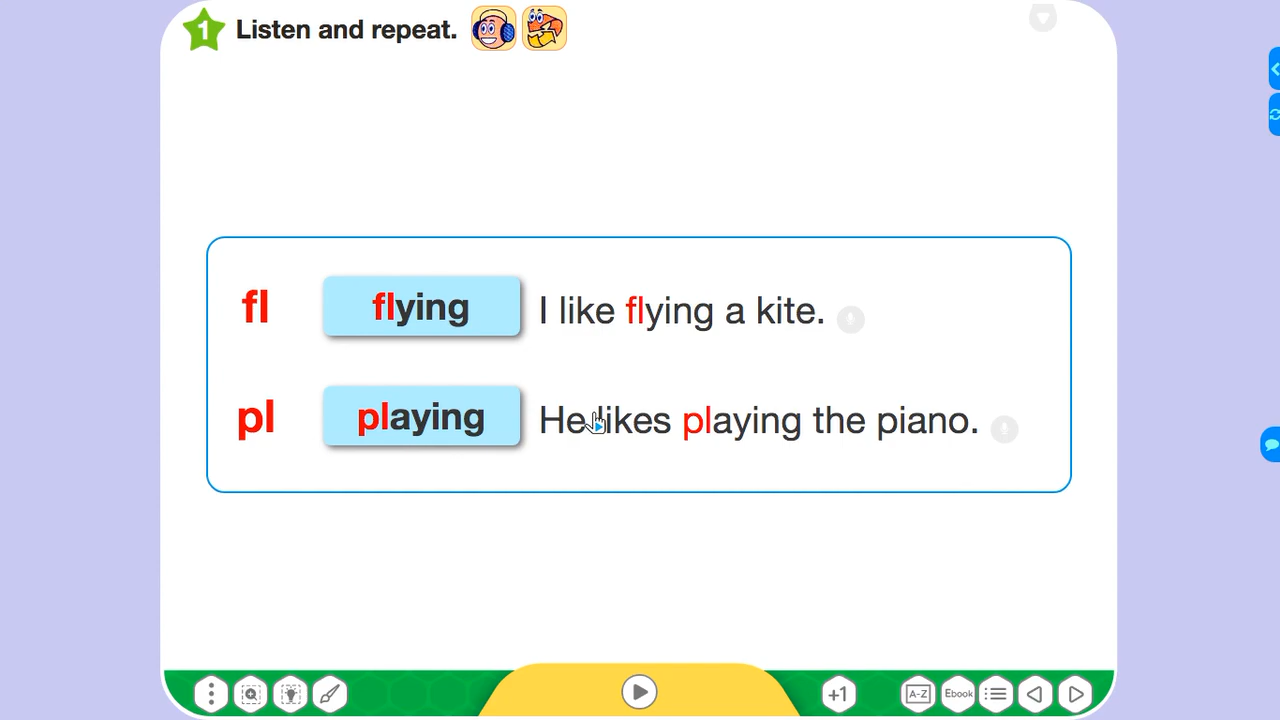 1 Listen and repeat.
fl flying I like flying a kite.
pl playing He likes playing the piano.
+1 A-Z Ebook